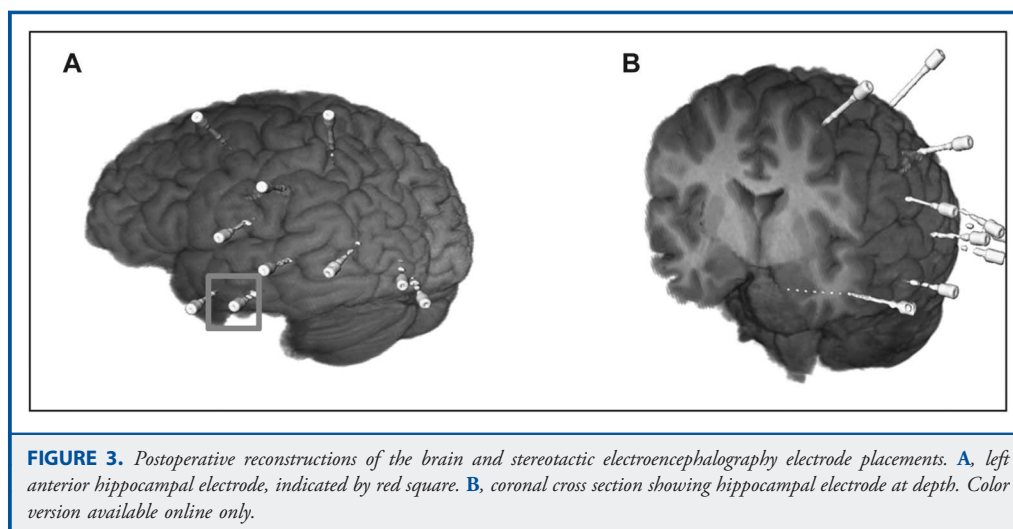 A
B
FIGURE 3. Postoperative reconstructions of the brain and stereotactic electroencephalography electrode placements. A, left
anterior hippocampal electrode, indicated by red square. B, coronal cross section showing hippocampal electrode at depth. Color
version available online only.